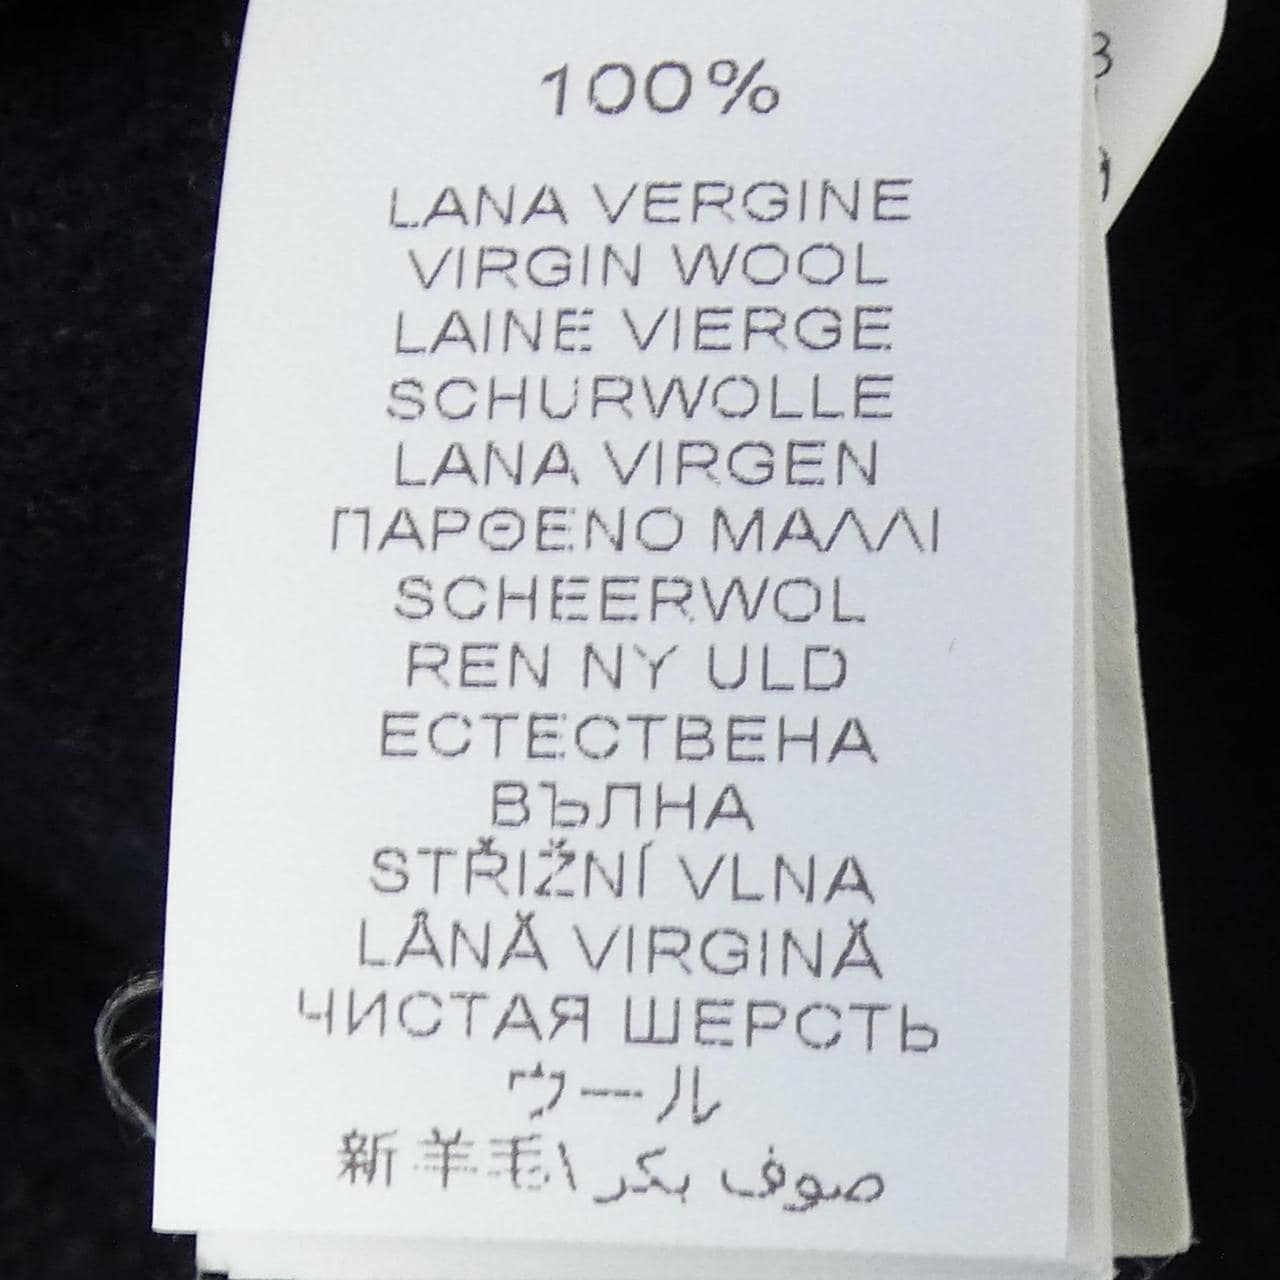 100%
LANA VERGINE
VIRGIN WOOL
LAINE VIERGE
SCHURWOLLE
LANA VIRGEN
ΠΑΡΘΕΝΟ ΜΑΛΛΙ
SCHEERWOL
REN NY ULD
ЕСТЕСТВЕНА
ВЪЛНА
STŘIŽNÍ VLNA
LÂNĂ VIRGINĂ
ЧИСТАЯ ШЕРСТЬ
ウール
新羊毛\ صوف بكر
3